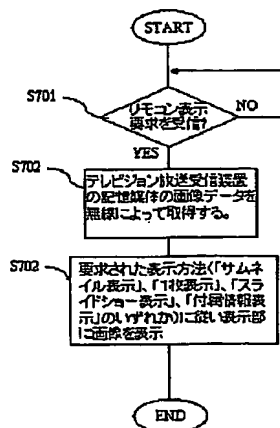 START
S701
リモコン表示
要求を受信?
NO
YES
S702
テレビジョン放送受信装置
の記憶媒体の画像データを
無線によって取得する。
S702
要求された表示方法(「サムネ
イル表示」、「1枚表示」、「ス
ライドショー表示」、「付属情報表
示」のいずれか)に従い表示部
に画像を表示
END